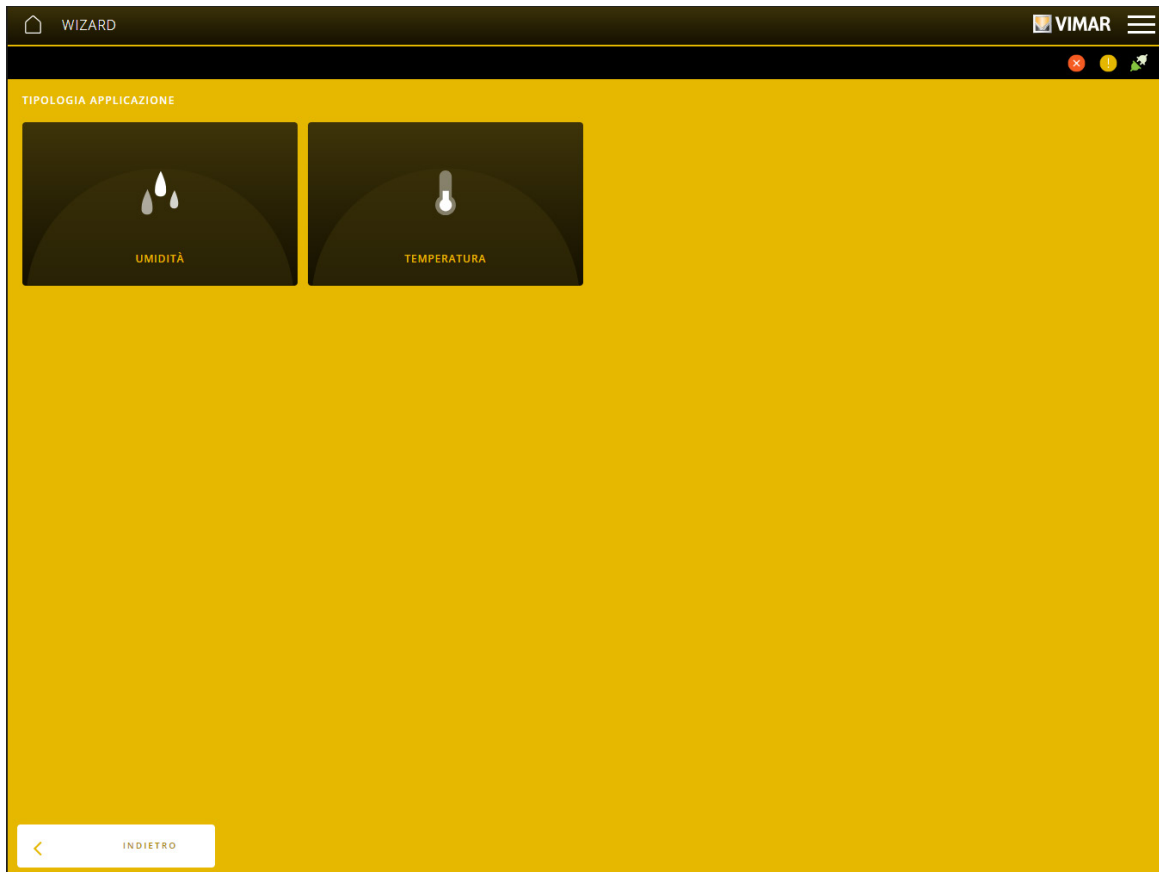 WIZARD
VIMAR
TIPOLOGIA APPLICAZIONE
UMIDITÀ
TEMPERATURA
INDIETRO